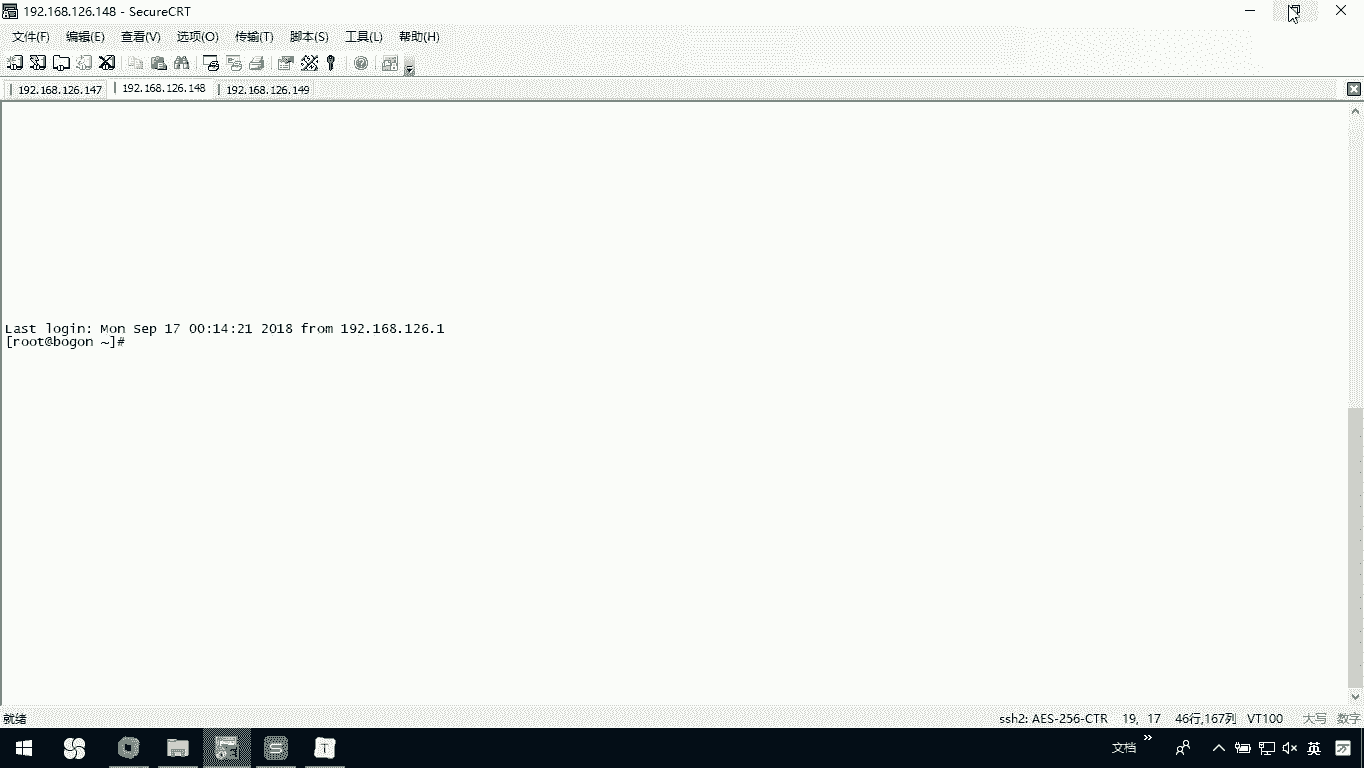 192.168.126.148 - SecureCRT
文件(F) 编辑(E) 查看(V) 选项(O) 传输(T) 脚本(S) 工具(L) 帮助(H)
192.168.126.147 192.168.126.148 192.168.126.149
Last login: Mon Sep 17 00:14:21 2018 from 192.168.126.1
[root@bogon ~]#
就绪 ssh2: AES-256-CTR 19, 17 46行,167列 VT100 大写 数字
文档 英